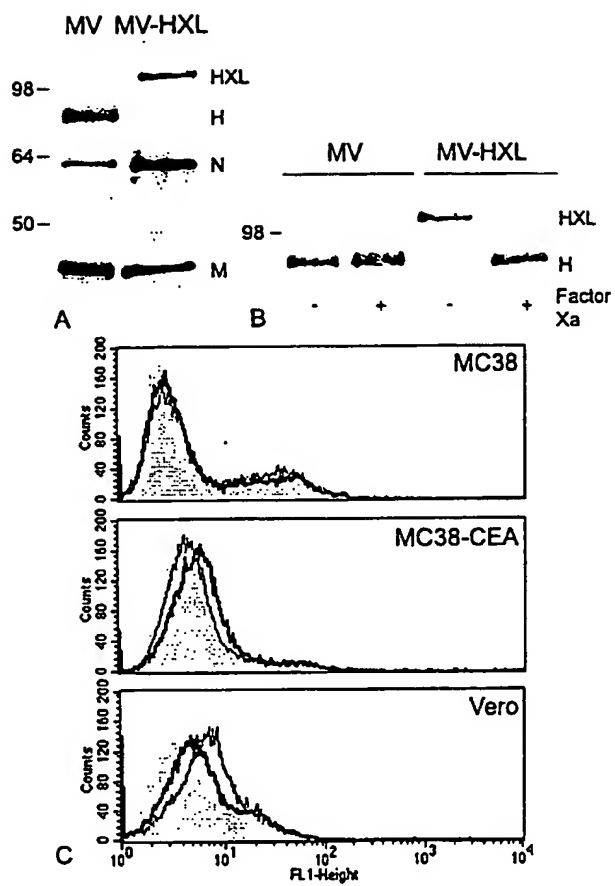 MV MV-HXL
98
HXL
H
64
N
50
M
A
MV MV-HXL
98
HXL
H
- + - + Factor
Xa
B
200
160
120
80
40
0
Counts
MC38
200
160
120
80
40
0
Counts
MC38-CEA
200
160
120
80
40
0
Counts
Vero
C
10^0 10^1 10^2 10^3 10^4
FL1-Height